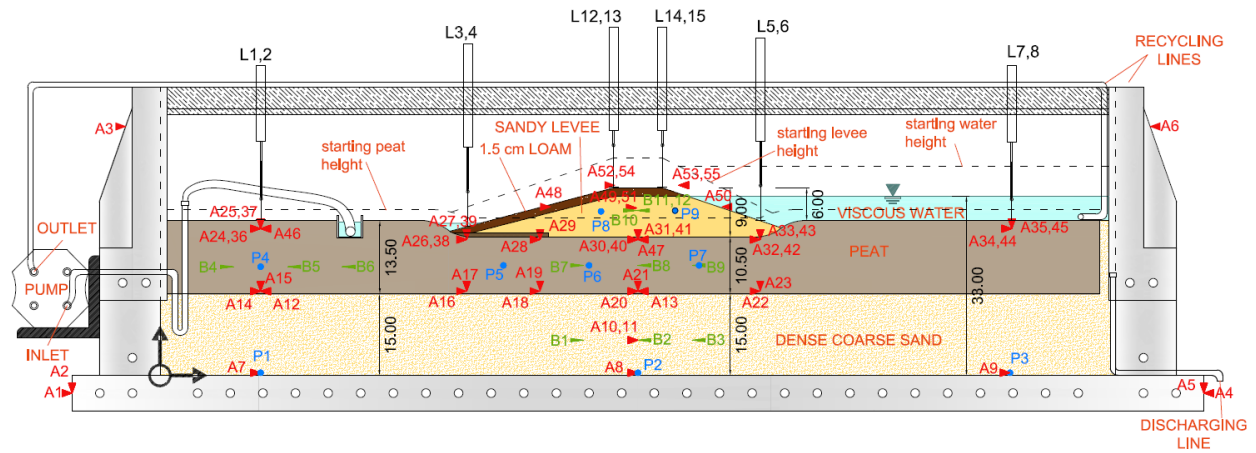 L12,13
L14,15
L3,4
L5,6
RECYCLING
LINES
L1,2
L7,8
A3
SANDY LEVEE
1.5 cm LOAM
starting levee
height
starting water
height
A6
starting peat
height
A52,54
A53,55
A48
A49,51
B11,12
A50
9.00
6.00
A25,37
A27,39
A29
B10
P8
P9
VISCOUS WATER
A24,36
A46
A26,38
A28
A30,40
A31,41
A47
A33,43
A32,42
A35,45
A34,44
OUTLET
PUMP
INLET
13.50
10.50
33.00
PEAT
B4
P4
B5
B6
P5
B7
P6
B8
P7
B9
A15
A17
A19
A21
A23
A14
A12
A16
A18
A20
A13
A22
15.00
15.00
A10,11
B1
B2
B3
DENSE COARSE SAND
A2
A1
P1
A7
A8
P2
A9
P3
A5
A4
DISCHARGING
LINE